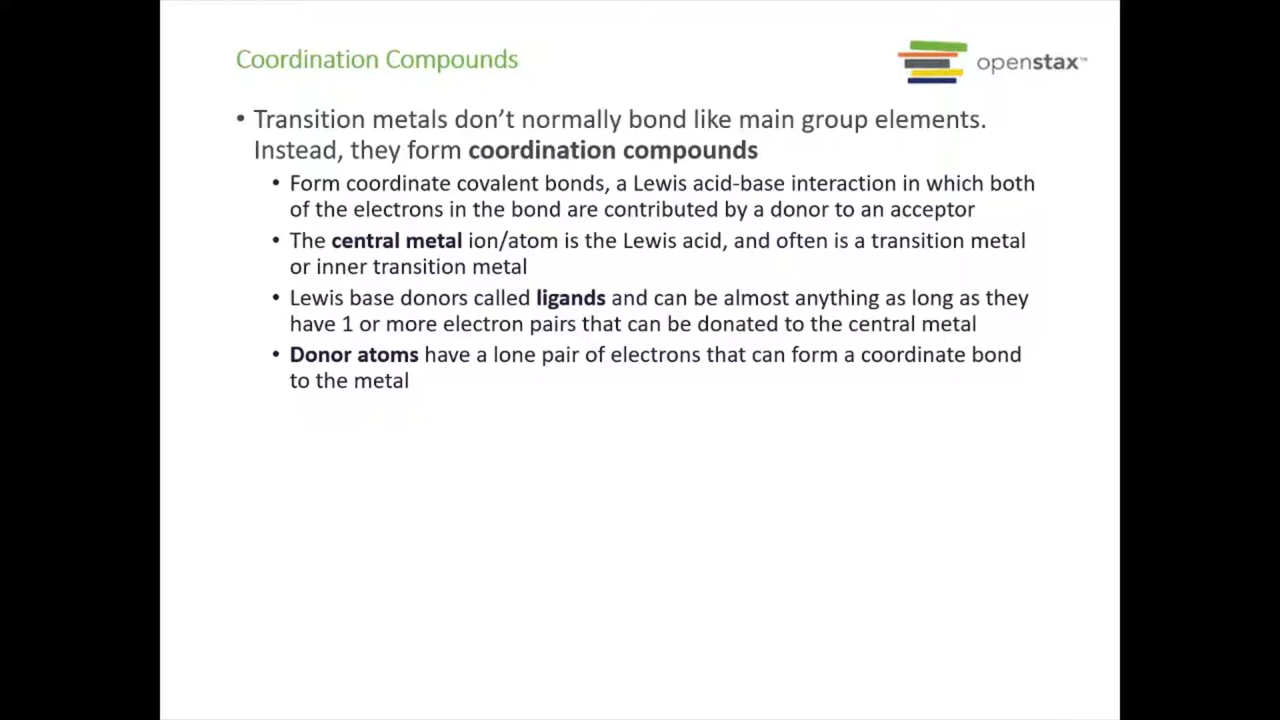 Coordination Compounds
openstax™
• Transition metals don't normally bond like main group elements.
Instead, they form coordination compounds
• Form coordinate covalent bonds, a Lewis acid-base interaction in which both
of the electrons in the bond are contributed by a donor to an acceptor
• The central metal ion/atom is the Lewis acid, and often is a transition metal
or inner transition metal
• Lewis base donors called ligands and can be almost anything as long as they
have 1 or more electron pairs that can be donated to the central metal
• Donor atoms have a lone pair of electrons that can form a coordinate bond
to the metal